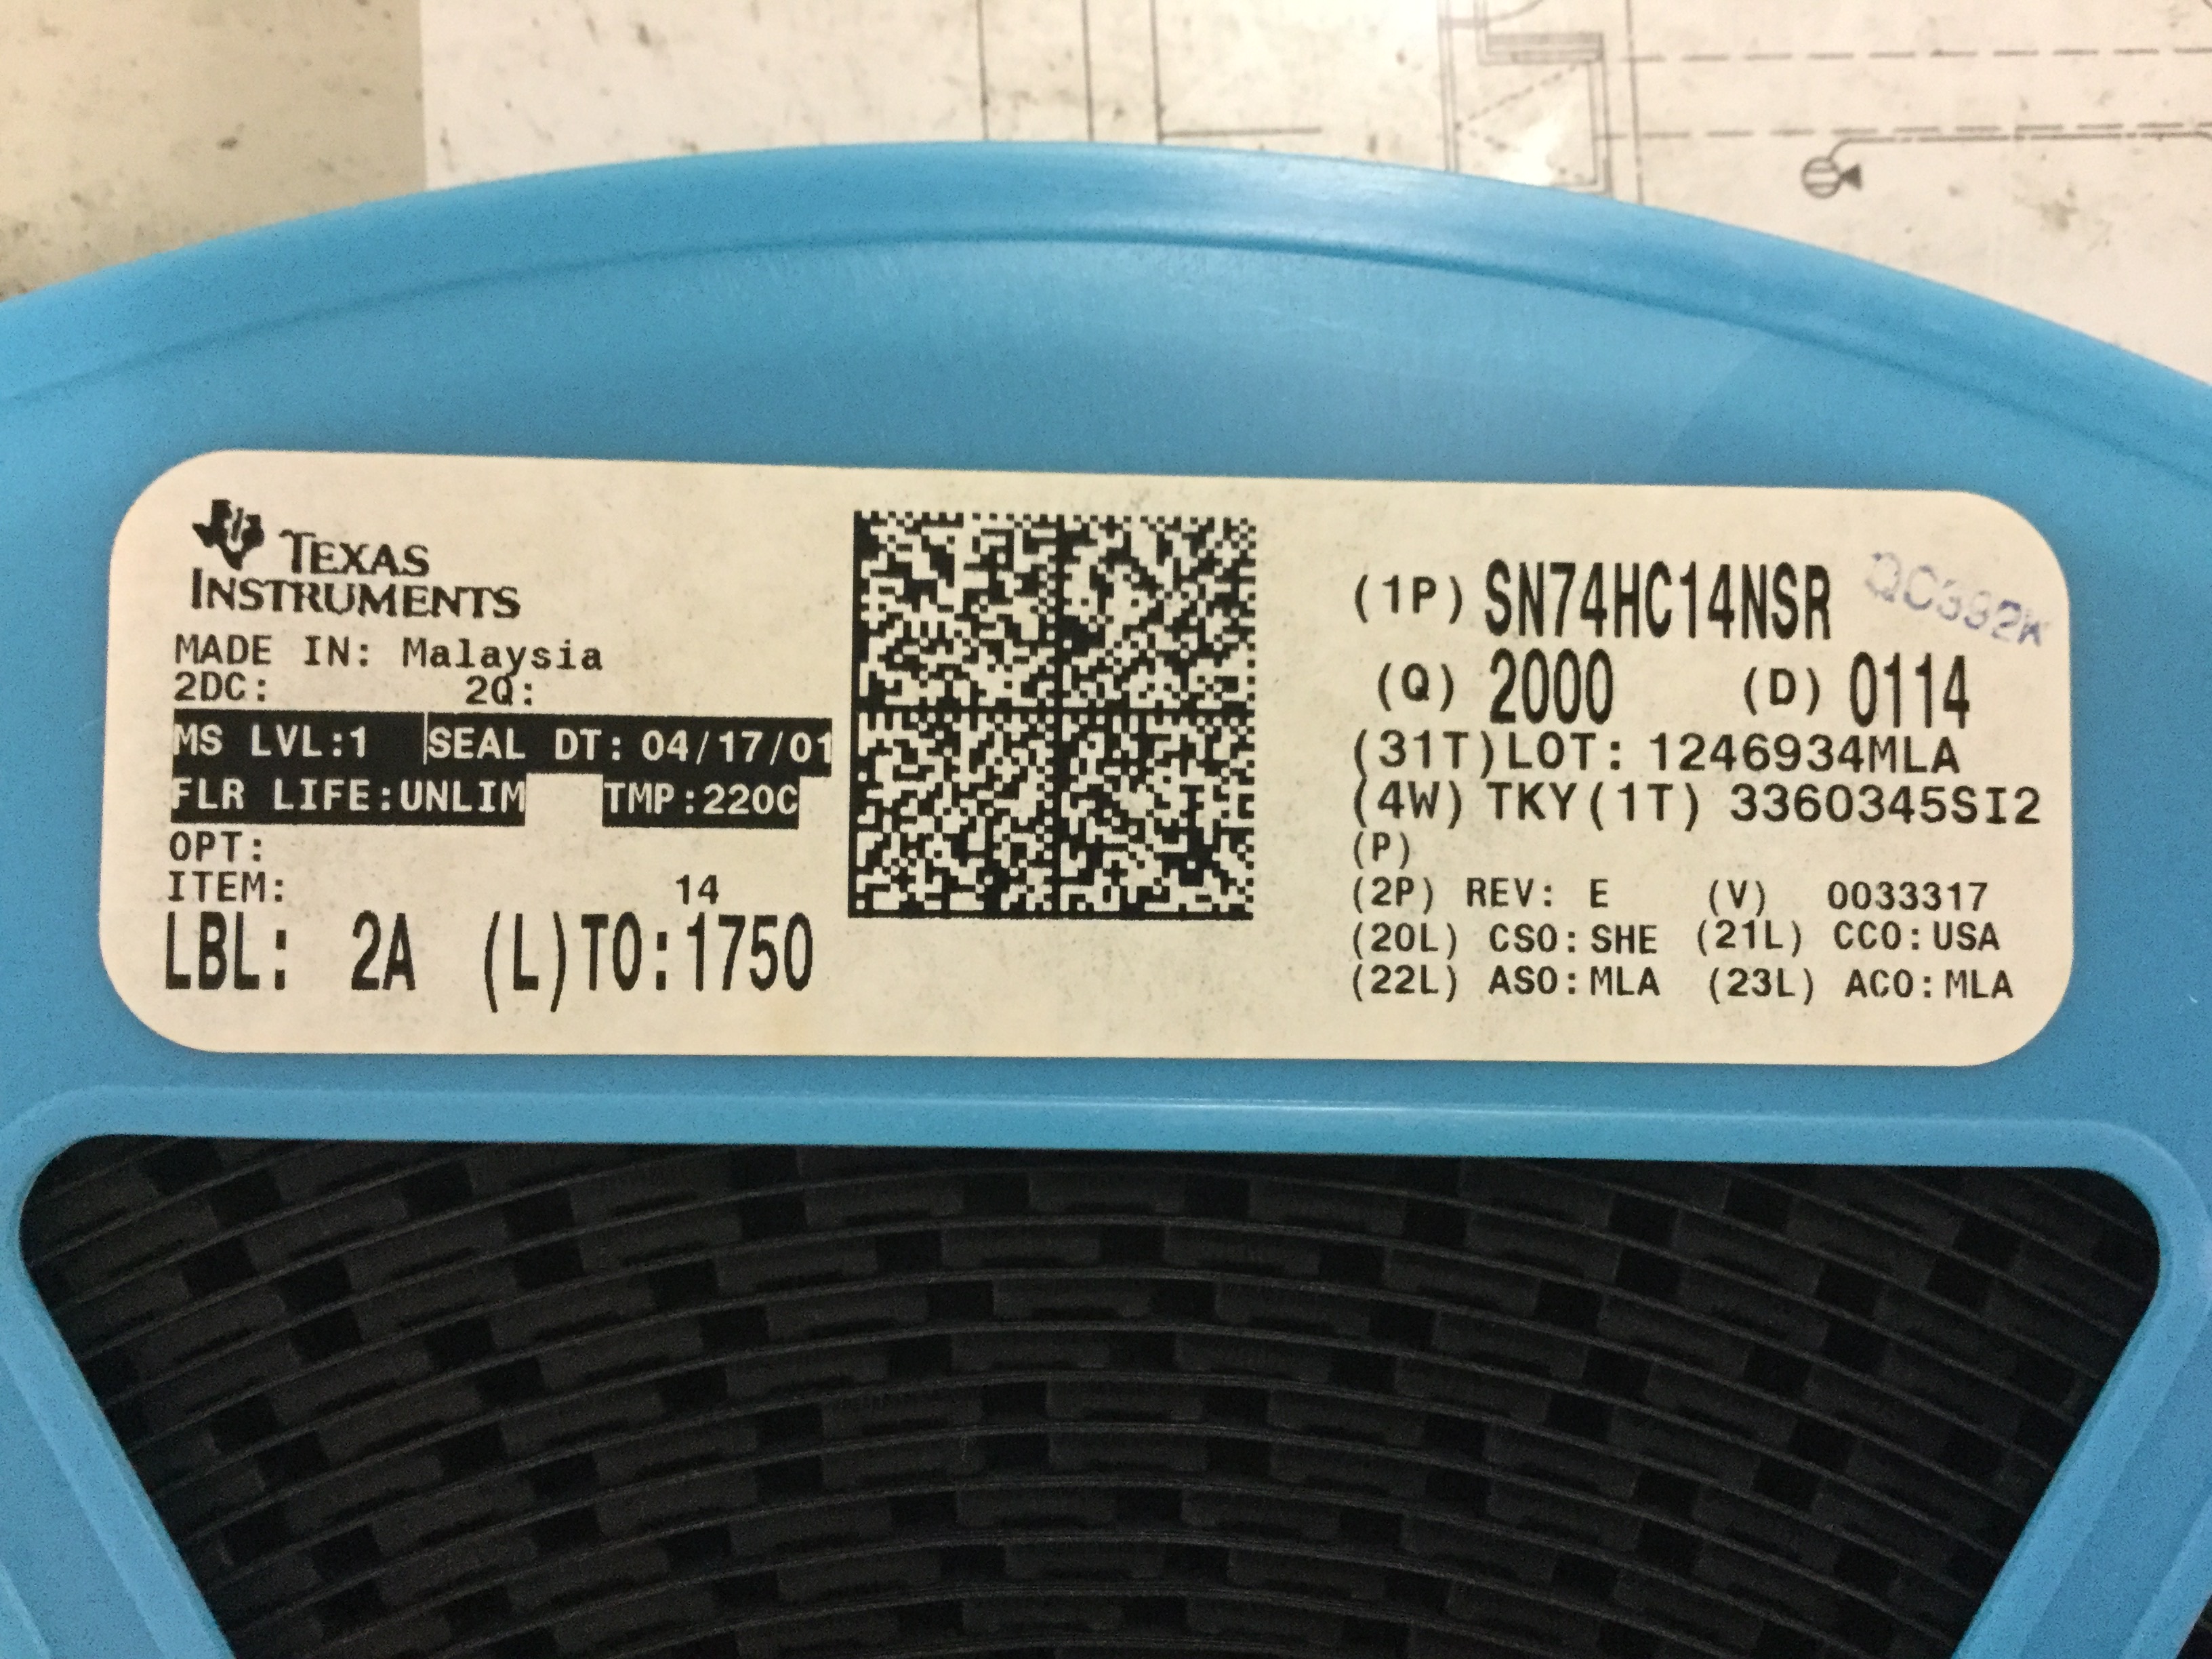 TEXAS
INSTRUMENTS
MADE IN: Malaysia
2DC: 2Q:
MS LVL:1 SEAL DT: 04/17/01
FLR LIFE:UNLIM TMP:220C
OPT:
ITEM: 14
LBL: 2A (L)TO:1750
(1P) SN74HC14NSR
QC392K
(Q) 2000 (D) 0114
(31T)LOT: 1246934MLA
(4W) TKY(1T) 3360345SI2
(P)
(2P) REV: E (V) 0033317
(20L) CSO:SHE (21L) CCO:USA
(22L) ASO:MLA (23L) ACO:MLA